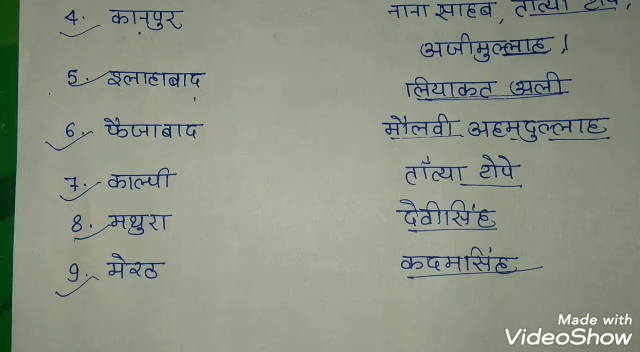 4. कानपुर नाना साहब, ताँत्या टोपे,
अजीमुल्लाह।
5. इलाहाबाद लियाकत अली
6. फैजाबाद मौलवी अहमदुल्लाह
7. काल्पी ताँत्या टोपे
8. मथुरा देवीसिंह
9. मेरठ कदमसिंह
Made with
VideoShow